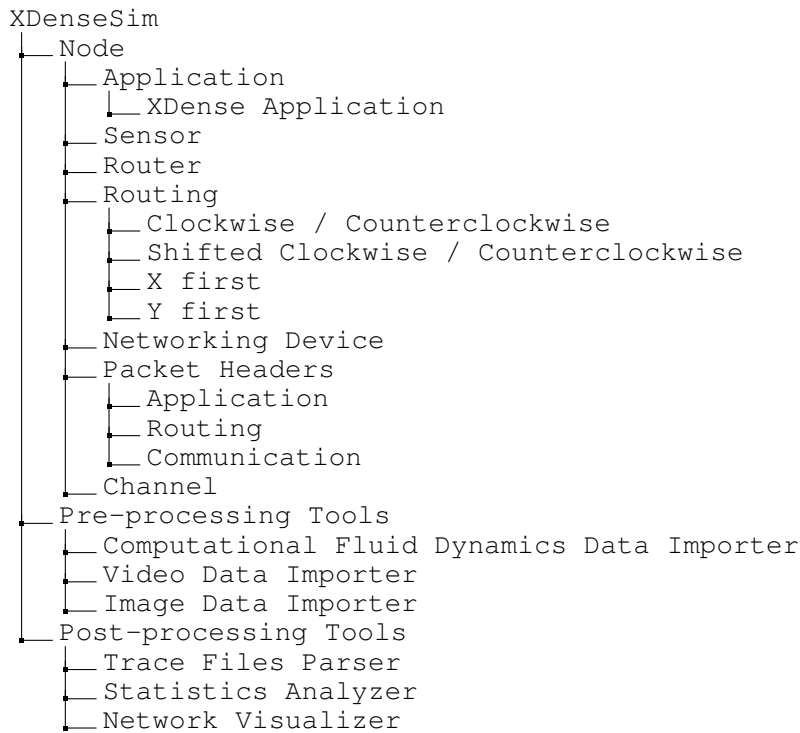 XDenseSim
Node
Application
XDense Application
Sensor
Router
Routing
Clockwise / Counterclockwise
Shifted Clockwise / Counterclockwise
X first
Y first
Networking Device
Packet Headers
Application
Routing
Communication
Channel
Pre-processing Tools
Computational Fluid Dynamics Data Importer
Video Data Importer
Image Data Importer
Post-processing Tools
Trace Files Parser
Statistics Analyzer
Network Visualizer